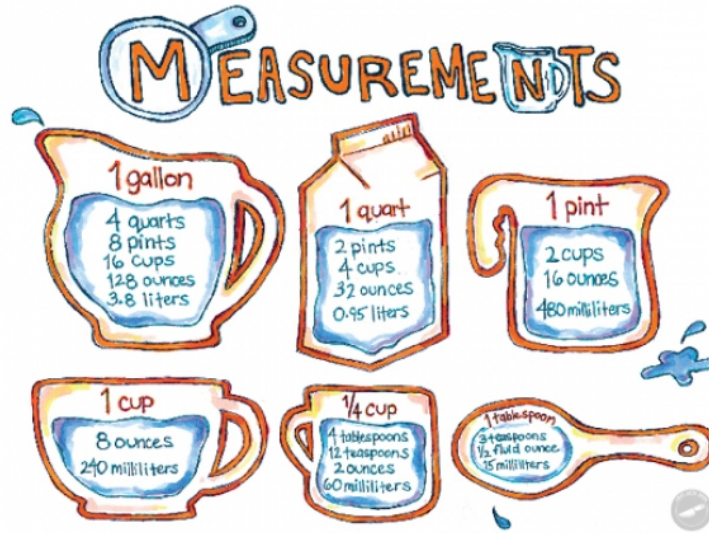 MEASUREMENTS
1 gallon
4 quarts
8 pints
16 cups
128 ounces
3.8 liters
1 quart
2 pints
4 cups
32 ounces
0.95 liters
1 pint
2 cups
16 ounces
480 milliliters
1 cup
8 ounces
240 milliliters
1/4 cup
4 tablespoons
12 teaspoons
2 ounces
60 milliliters
1 tablespoon
3 teaspoons
1/2 fluid ounce
15 milliliters